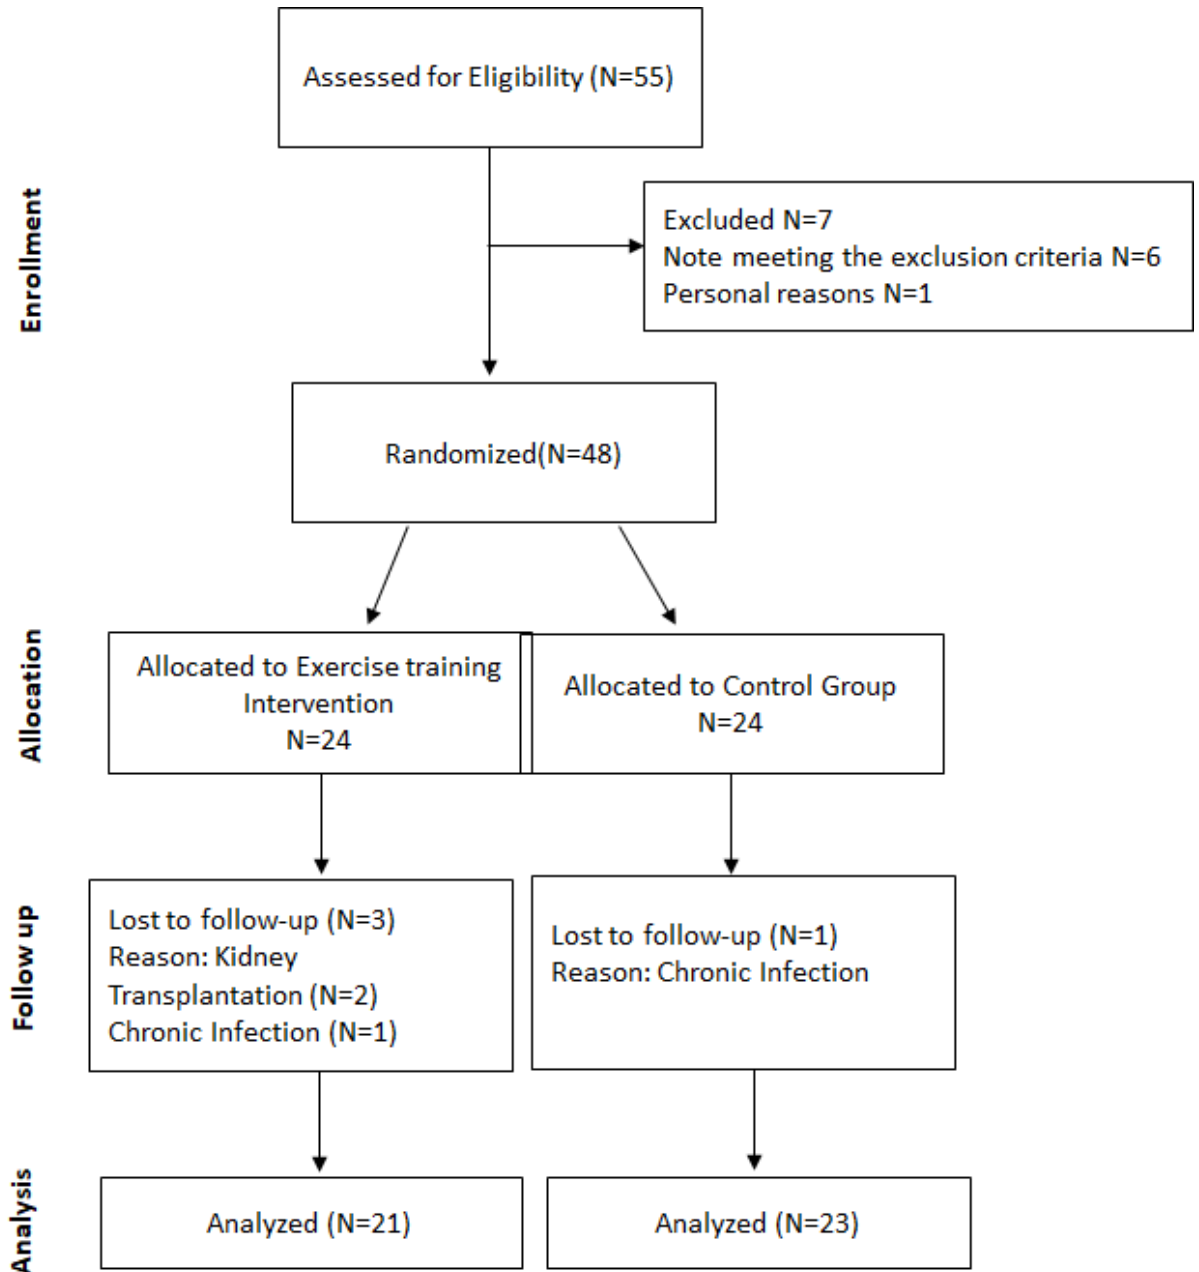 Assessed for Eligibility (N=55)
Enrollment
Excluded N=7
Note meeting the exclusion criteria N=6
Personal reasons N=1
Randomized(N=48)
Allocation
Allocated to Exercise training
Intervention
N=24
Allocated to Control Group
N=24
Follow up
Lost to follow-up (N=3)
Reason: Kidney
Transplantation (N=2)
Chronic Infection (N=1)
Lost to follow-up (N=1)
Reason: Chronic Infection
Analysis
Analyzed (N=21)
Analyzed (N=23)